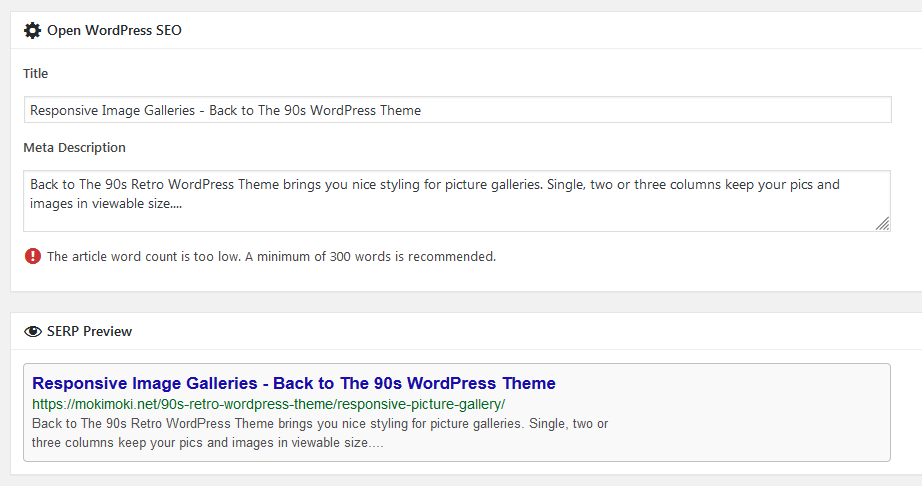 Open WordPress SEO
Title
Responsive Image Galleries - Back to The 90s WordPress Theme
Meta Description
Back to The 90s Retro WordPress Theme brings you nice styling for picture galleries. Single, two or three columns keep your pics and
images in viewable size....
The article word count is too low. A minimum of 300 words is recommended.
SERP Preview
Responsive Image Galleries - Back to The 90s WordPress Theme
https://mokimoki.net/90s-retro-wordpress-theme/responsive-picture-gallery/
Back to The 90s Retro WordPress Theme brings you nice styling for picture galleries. Single, two or
three columns keep your pics and images in viewable size....